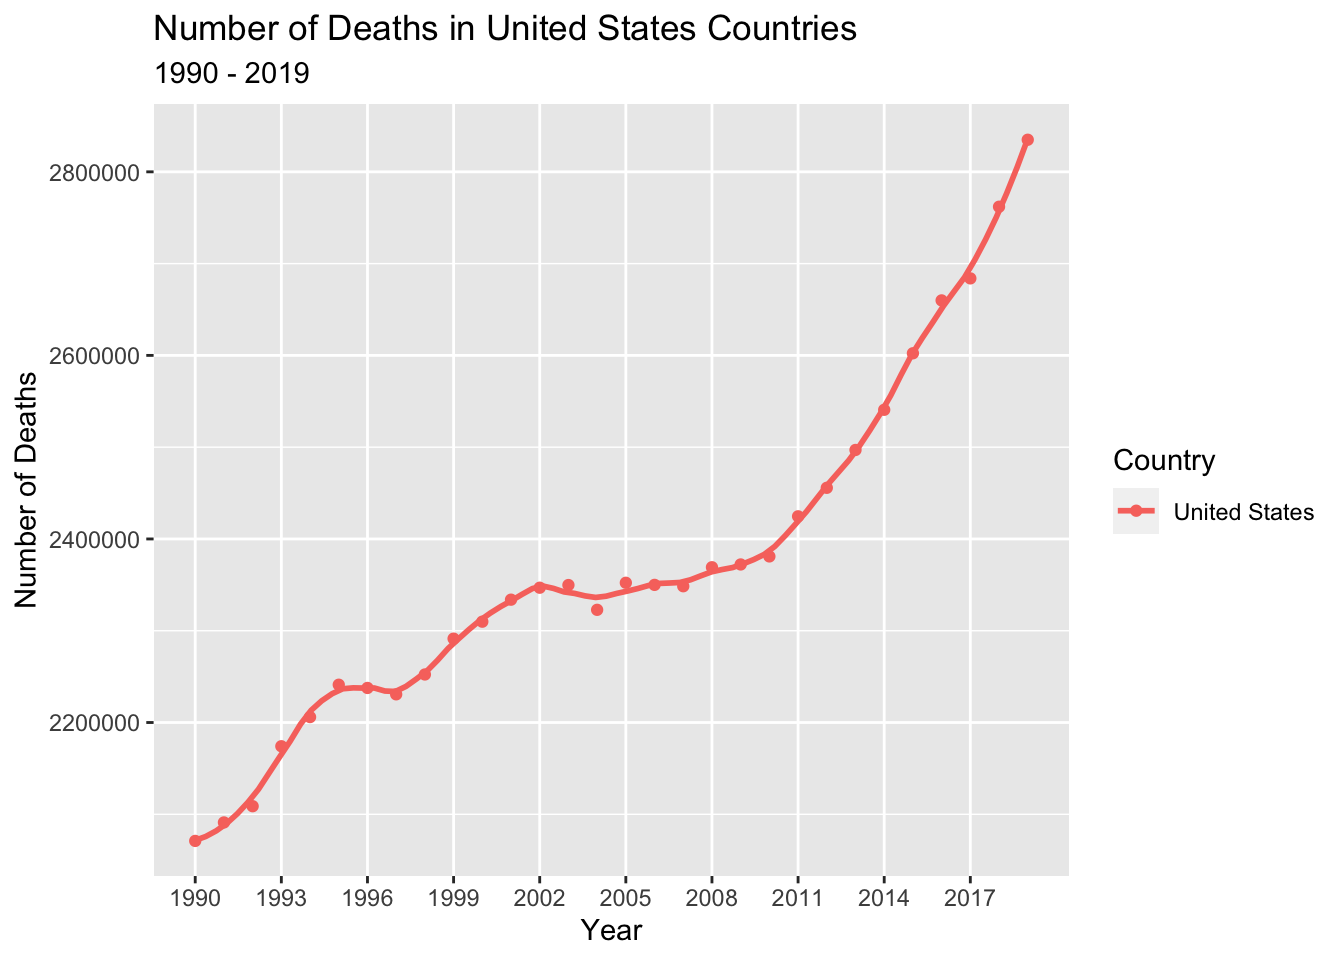 Number of Deaths in United States Countries
1990 - 2019
Number of Deaths
2800000
2600000
2400000
2200000
1990 1993 1996 1999 2002 2005 2008 2011 2014 2017
Year
Country
United States